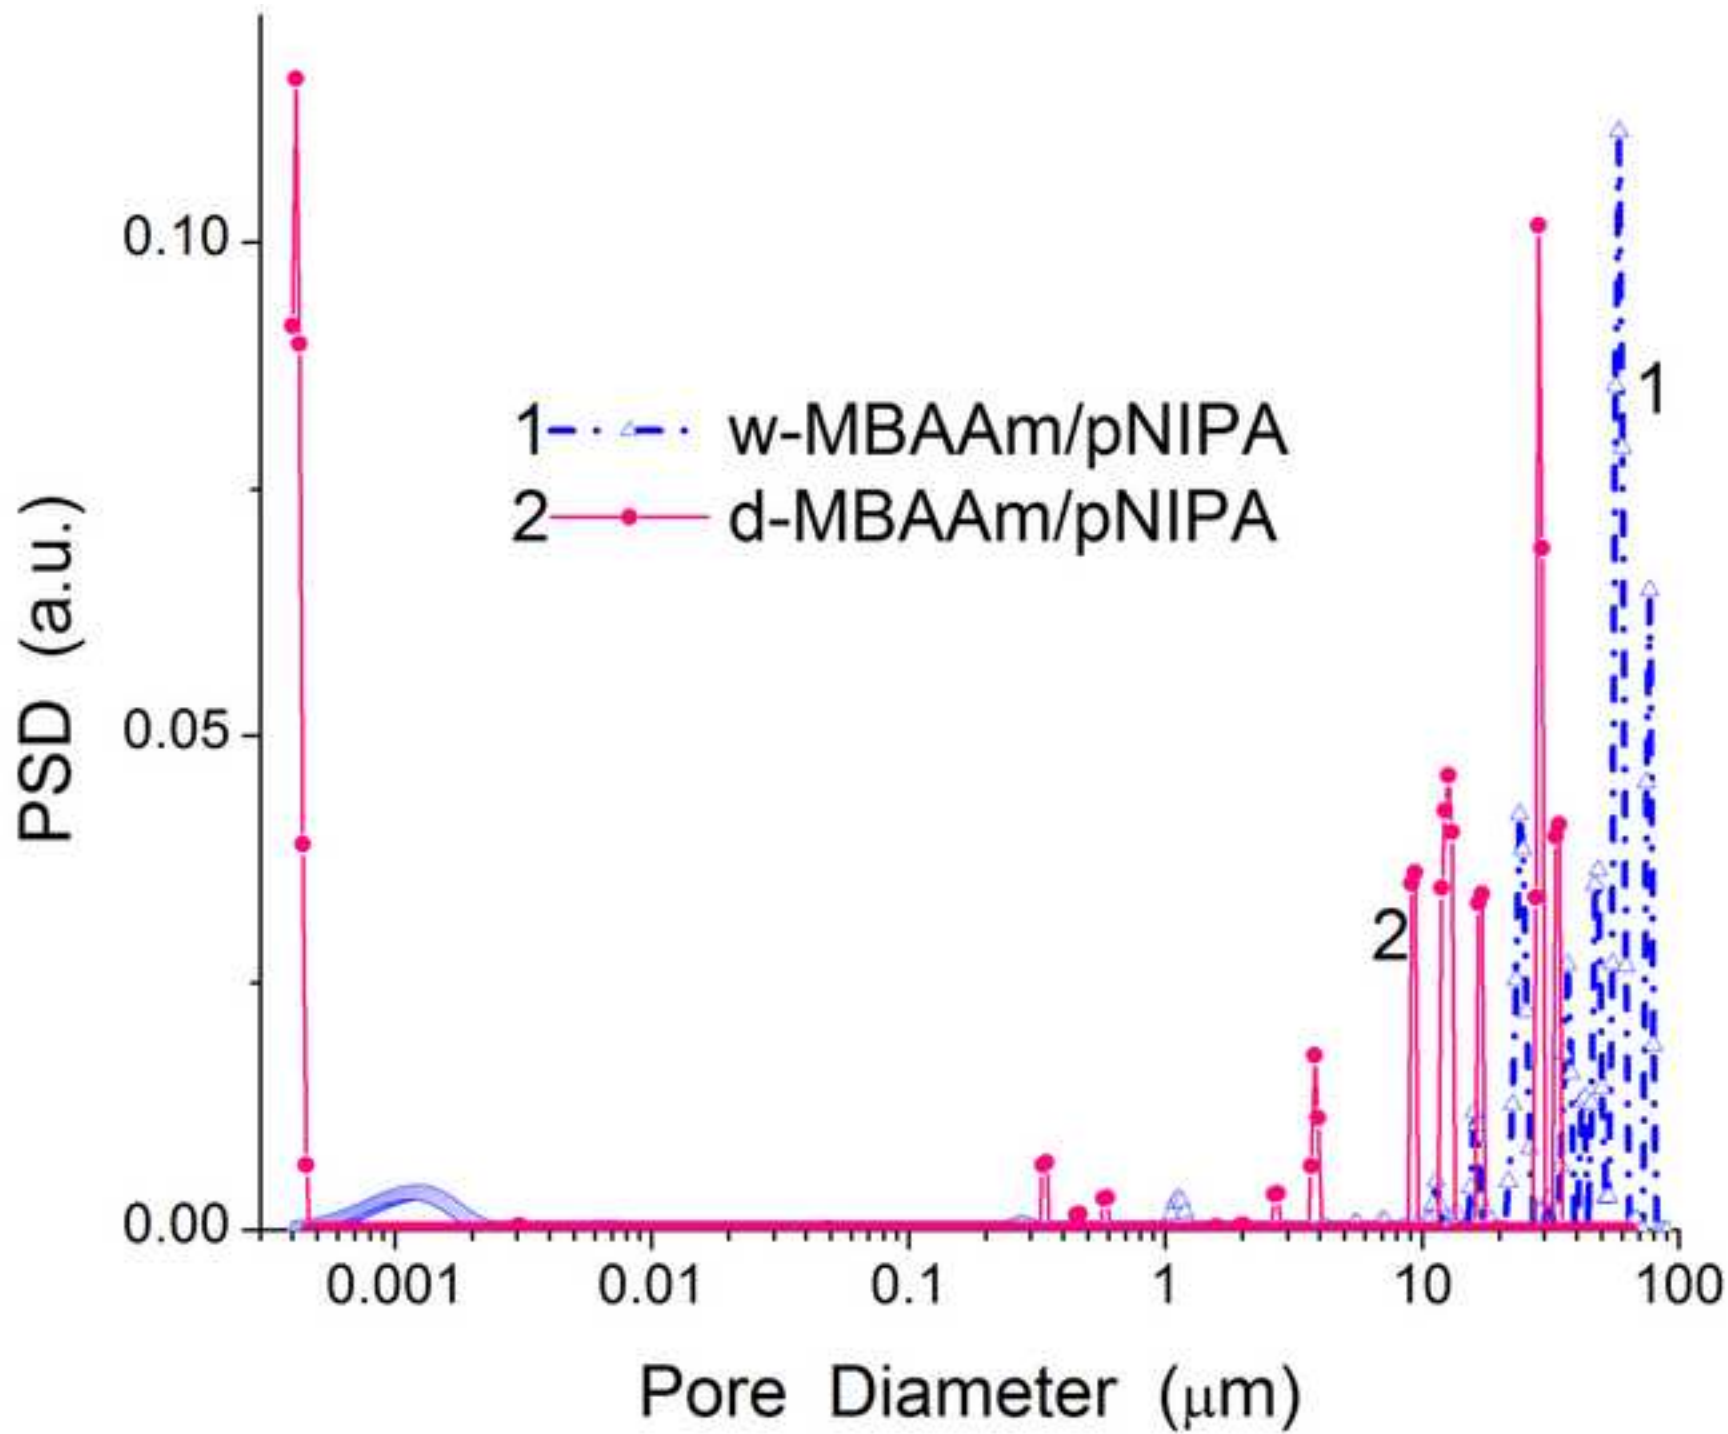 0.10
1
1 w-MBAAm/pNIPA
2 d-MBAAm/pNIPA
PSD (a.u.)
0.05
2
0.00
0.001 0.01 0.1 1 10 100
Pore Diameter (μm)